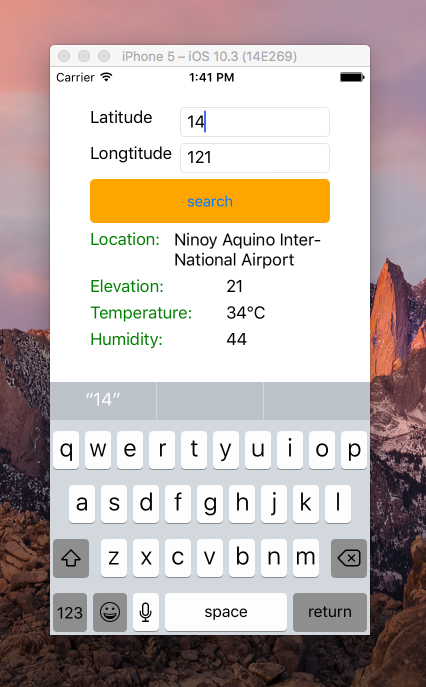 iPhone 5 – iOS 10.3 (14E269)
Carrier 1:41 PM
Latitude 14
Longtitude 121
search
Location: Ninoy Aquino Inter-
National Airport
Elevation: 21
Temperature: 34°C
Humidity: 44
“14”
q w e r t y u i o p
a s d f g h j k l
z x c v b n m
123 space return